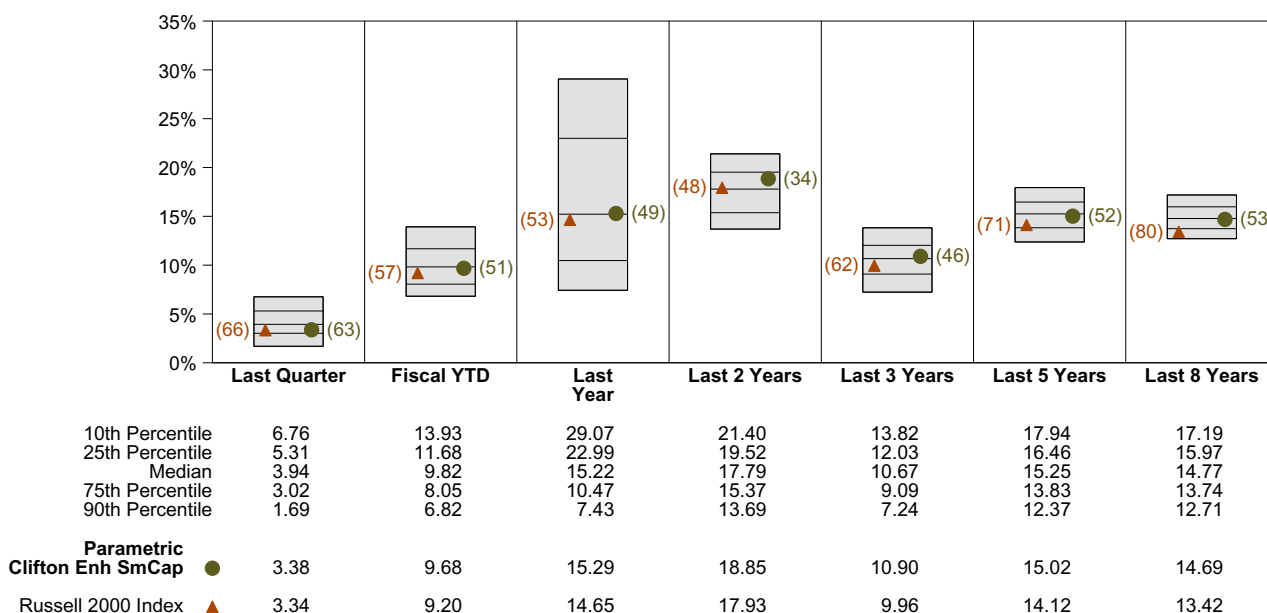 35%
30%
25%
20%
15%
10%
5%
0%
(66) (63)
(57) (51)
(53) (49)
(48) (34)
(62) (46)
(71) (52)
(80) (53
Last Quarter Fiscal YTD Last Year Last 2 Years Last 3 Years Last 5 Years Last 8 Years
10th Percentile 6.76 13.93 29.07 21.40 13.82 17.94 17.19
25th Percentile 5.31 11.68 22.99 19.52 12.03 16.46 15.97
Median 3.94 9.82 15.22 17.79 10.67 15.25 14.77
75th Percentile 3.02 8.05 10.47 15.37 9.09 13.83 13.74
90th Percentile 1.69 6.82 7.43 13.69 7.24 12.37 12.71
Parametric
Clifton Enh SmCap 3.38 9.68 15.29 18.85 10.90 15.02 14.69
Russell 2000 Index 3.34 9.20 14.65 17.93 9.96 14.12 13.42